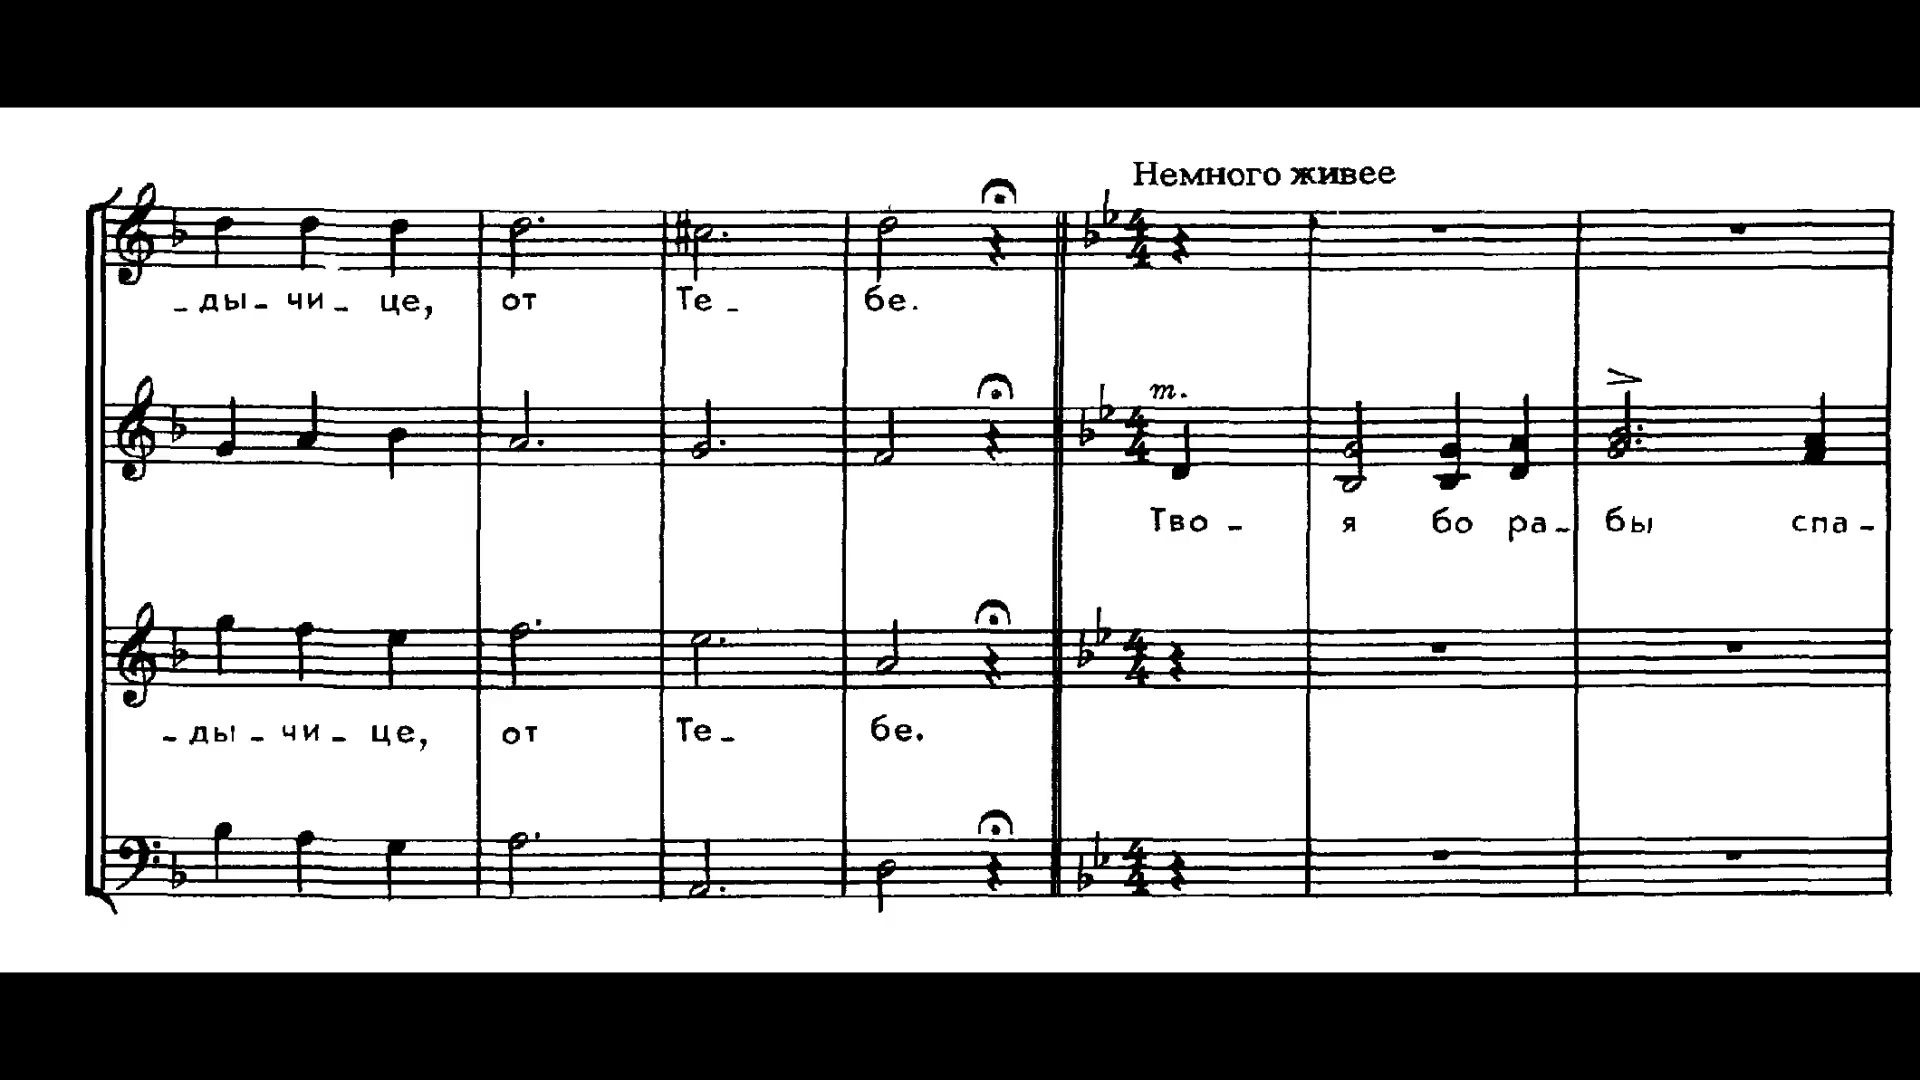 Немного живее
_ ды _ чи _ це, от Те _ бе.
т.
Тво _ я бо ра _ бы спа _
_ ды _ чи _ це, от Те _ бе.